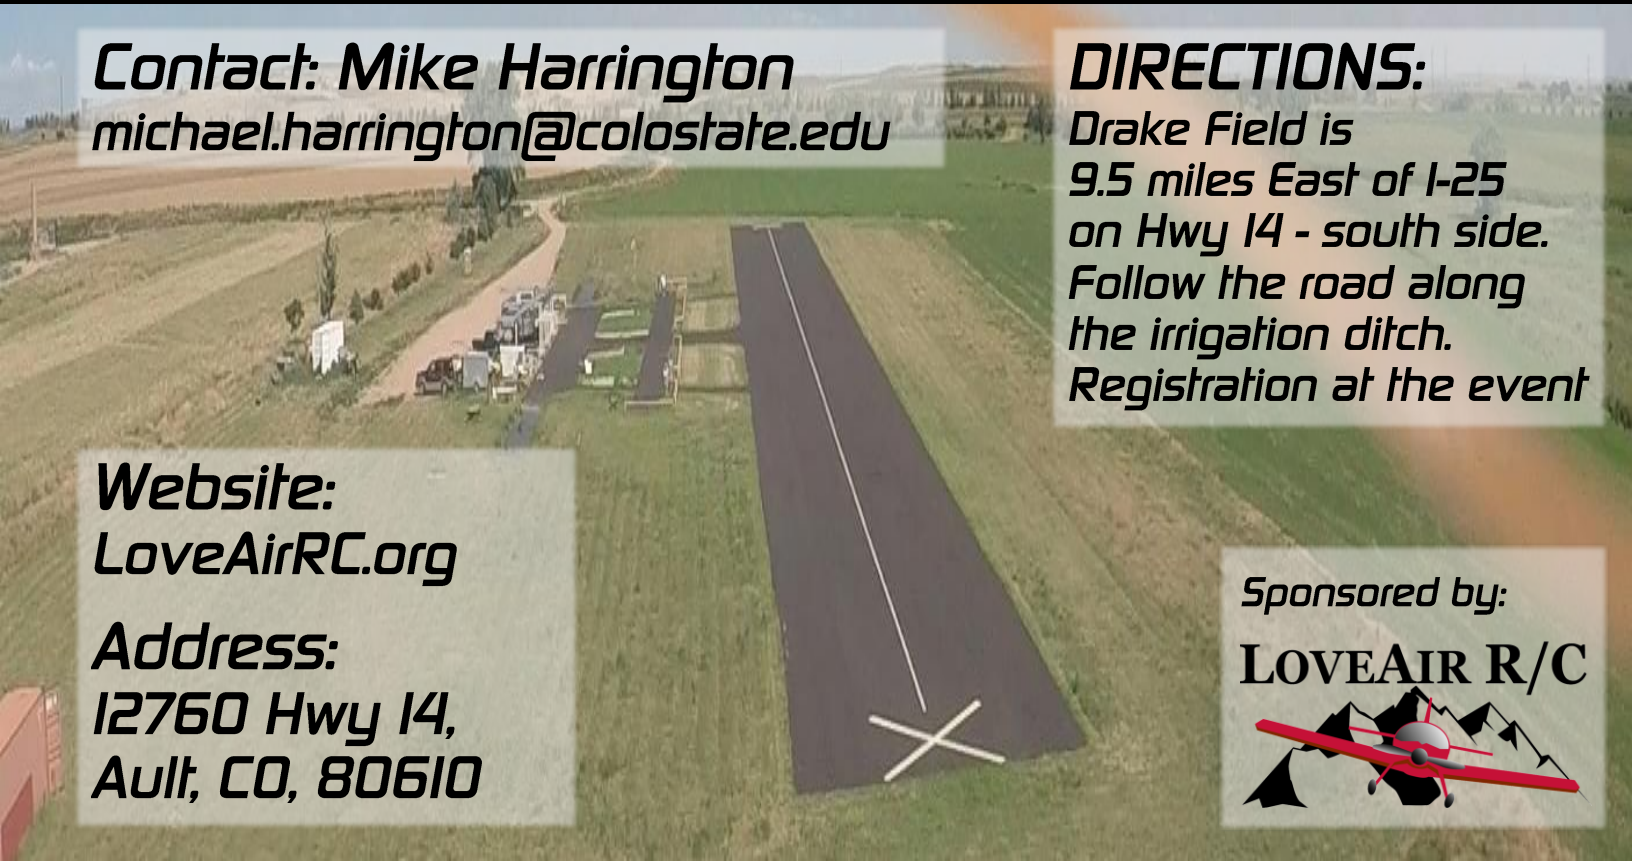 Contact: Mike Harrington
michael.harrington@colostate.edu
DIRECTIONS:
Drake Field is
9.5 miles East of I-25
on Hwy 14 - south side.
Follow the road along
the irrigation ditch.
Registration at the event
Website:
LoveAirRC.org
Address:
12760 Hwy 14,
Ault, CO, 80610
Sponsored by:
LOVEAIR R/C